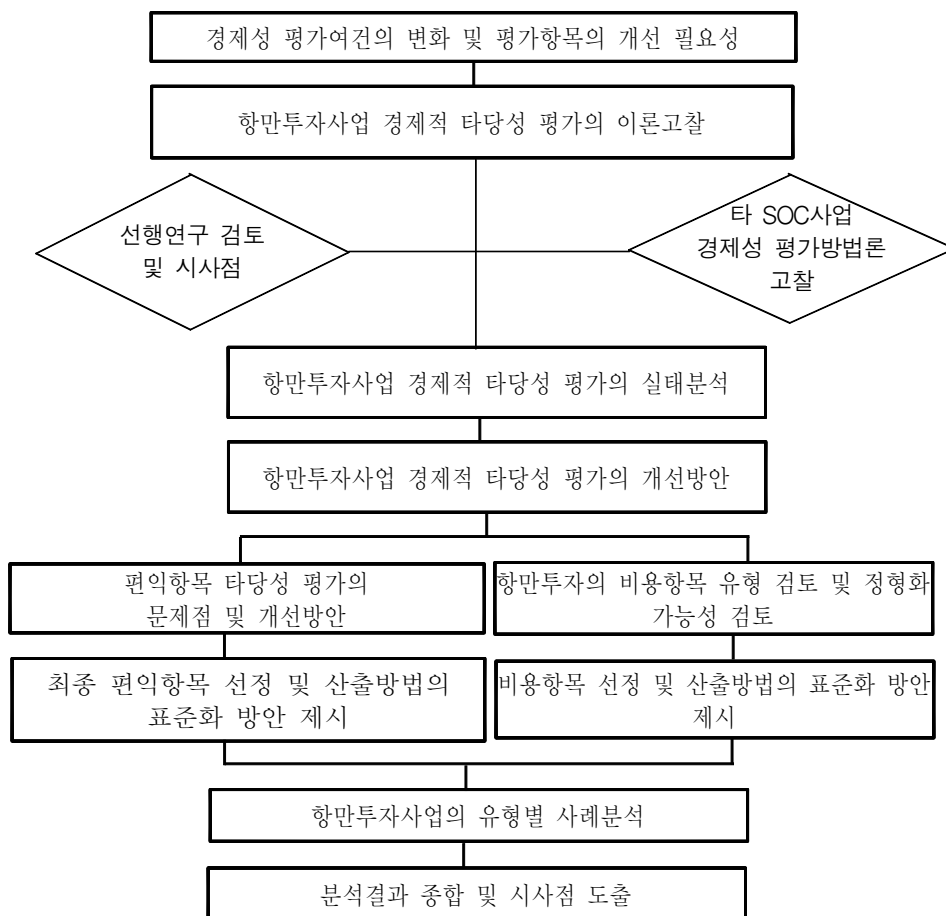 경제성 평가여건의 변화 및 평가항목의 개선 필요성
항만투자사업 경제적 타당성 평가의 이론고찰
선행연구 검토
및 시사점
타 SOC사업
경제성 평가방법론
고찰
항만투자사업 경제적 타당성 평가의 실태분석
항만투자사업 경제적 타당성 평가의 개선방안
편익항목 타당성 평가의
문제점 및 개선방안
항만투자의 비용항목 유형 검토 및 정형화
가능성 검토
최종 편익항목 선정 및 산출방법의
표준화 방안 제시
비용항목 선정 및 산출방법의 표준화 방안
제시
항만투자사업의 유형별 사례분석
분석결과 종합 및 시사점 도출